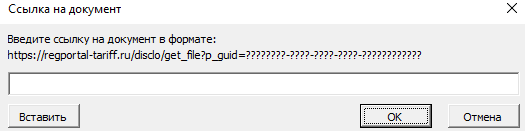 Ссылка на документ
Введите ссылку на документ в формате:
https://regportal-tariff.ru/disclo/get_file?p_guid=????????-????-????-????-????????????
Вставить
OK
Отмена